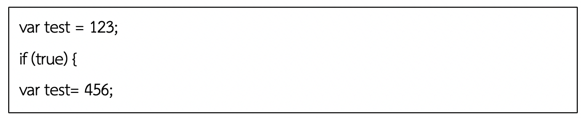 var test = 123;
if (true) {
var test= 456;